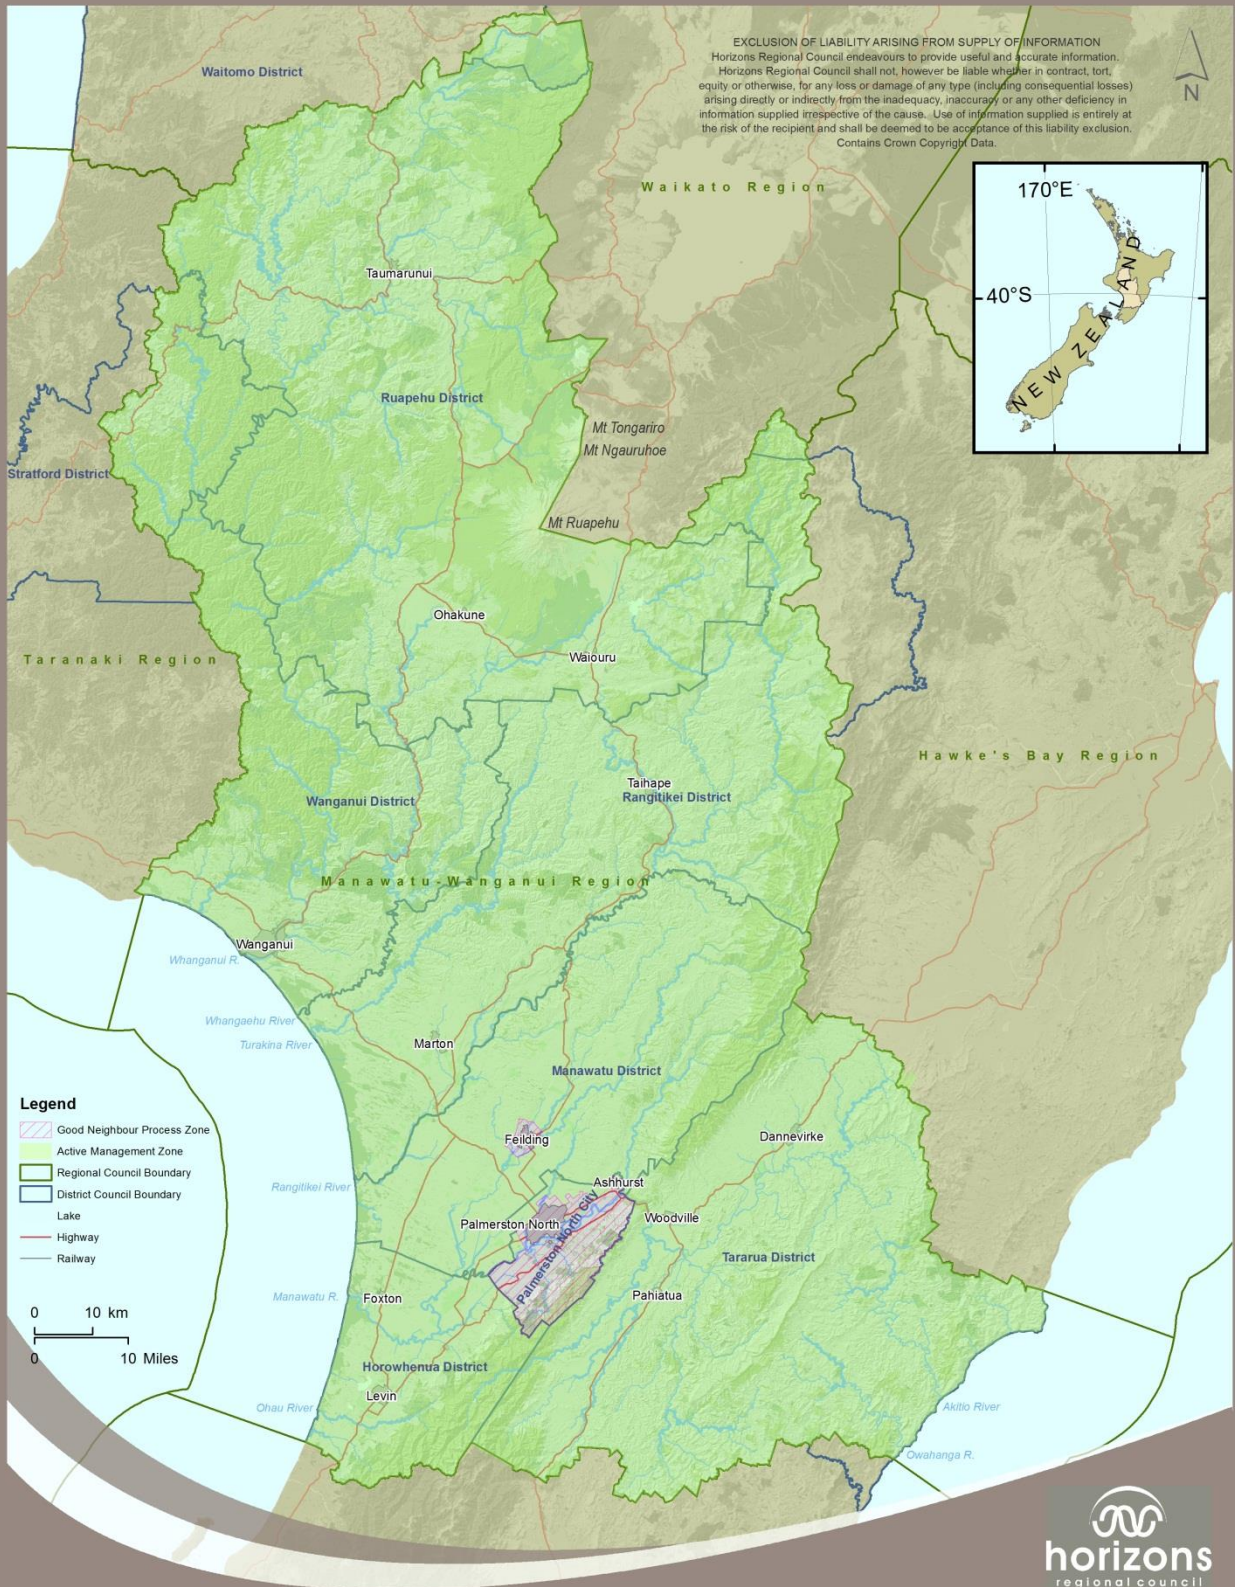 EXCLUSION OF LIABILITY ARISING FROM SUPPLY OF INFORMATION
Horizons Regional Council endeavours to provide useful and accurate information.
Horizons Regional Council shall not, however be liable whether in contract, tort,
equity or otherwise, for any loss or damage of any type (including consequential losses)
arising directly or indirectly from the inadequacy, inaccuracy or any other deficiency in
information supplied irrespective of the cause. Use of information supplied is entirely at
the risk of the recipient and shall be deemed to be acceptance of this liability exclusion.
Contains Crown Copyright Data.
N
Waitomo District
Waikato Region
170°E
40°S
NEW ZEALAND
Taumarunui
Ruapehu District
Mt Tongariro
Mt Ngauruhoe
Stratford District
Mt Ruapehu
Ohakune
Waiouru
Taranaki Region
Hawke's Bay Region
Taihape
Rangitikei District
Wanganui District
Manawatu-Wanganui Region
Wanganui
Whanganui R.
Whangaehu River
Turakina River
Marton
Manawatu District
Legend
Good Neighbour Process Zone
Active Management Zone
Regional Council Boundary
District Council Boundary
Lake
Highway
Railway
0 10 km
0 10 Miles
Feilding
Dannevirke
Ashhurst
Rangitikei River
Palmerston North
Woodville
Palmerston North City
Tararua District
Manawatu R.
Foxton
Pahiatua
Horowhenua District
Levin
Ohau River
Akitio River
Owahanga R.
horizons
regional council